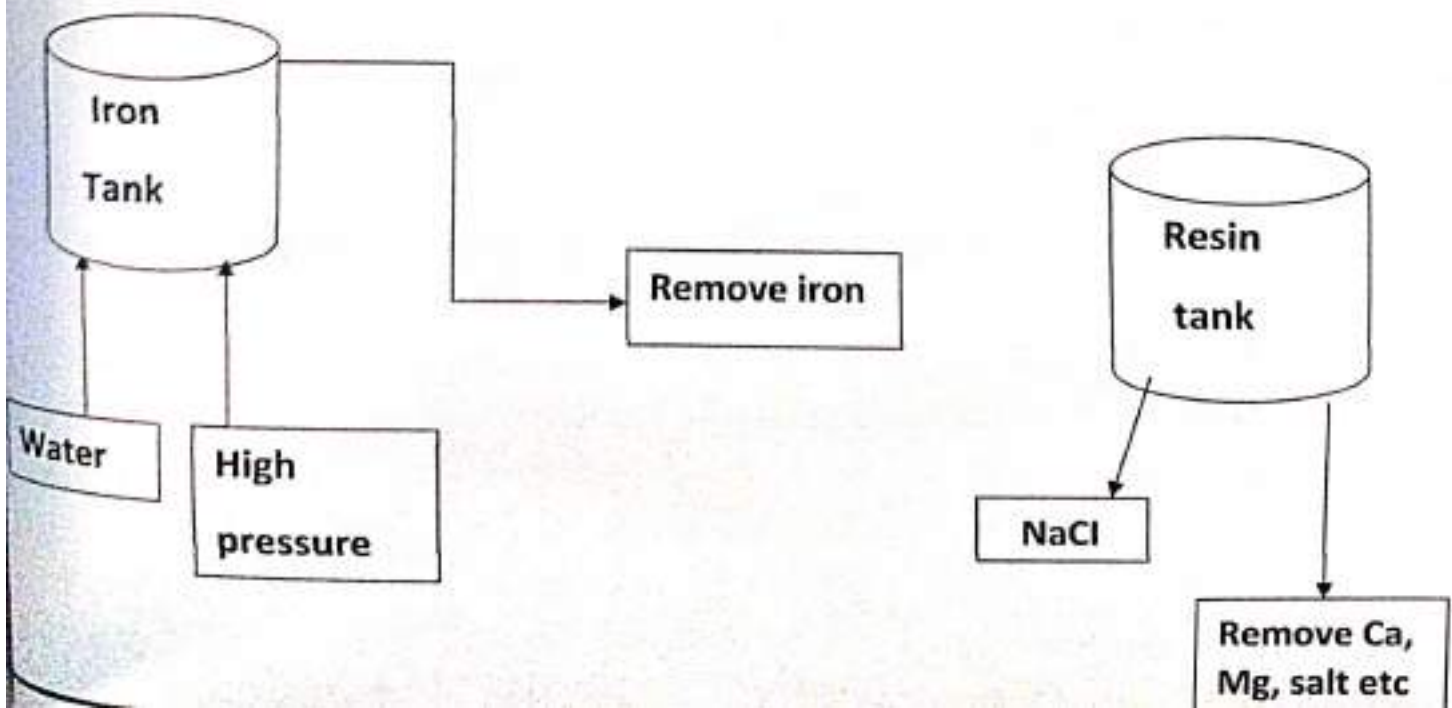 Iron
Tank
Remove iron
Resin
tank
Water
High
pressure
NaCl
Remove Ca,
Mg, salt etc